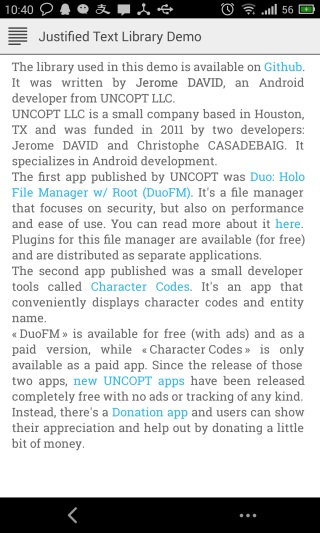 10:40
56
Justified Text Library Demo
The library used in this demo is available on Github.
It was written by Jerome DAVID, an Android
developer from UNCOPT LLC.
UNCOPT LLC is a small company based in Houston,
TX and was funded in 2011 by two developers:
Jerome DAVID and Christophe CASADEBAIG. It
specializes in Android development.
The first app published by UNCOPT was Duo: Holo
File Manager w/ Root (DuoFM). It's a file manager
that focuses on security, but also on performance
and ease of use. You can read more about it here.
Plugins for this file manager are available (for free)
and are distributed as separate applications.
The second app published was a small developer
tools called Character Codes. It's an app that
conveniently displays character codes and entity
name.
« DuoFM » is available for free (with ads) and as a
paid version, while « Character Codes » is only
available as a paid app. Since the release of those
two apps, new UNCOPT apps have been released
completely free with no ads or tracking of any kind.
Instead, there's a Donation app and users can show
their appreciation and help out by donating a little
bit of money.